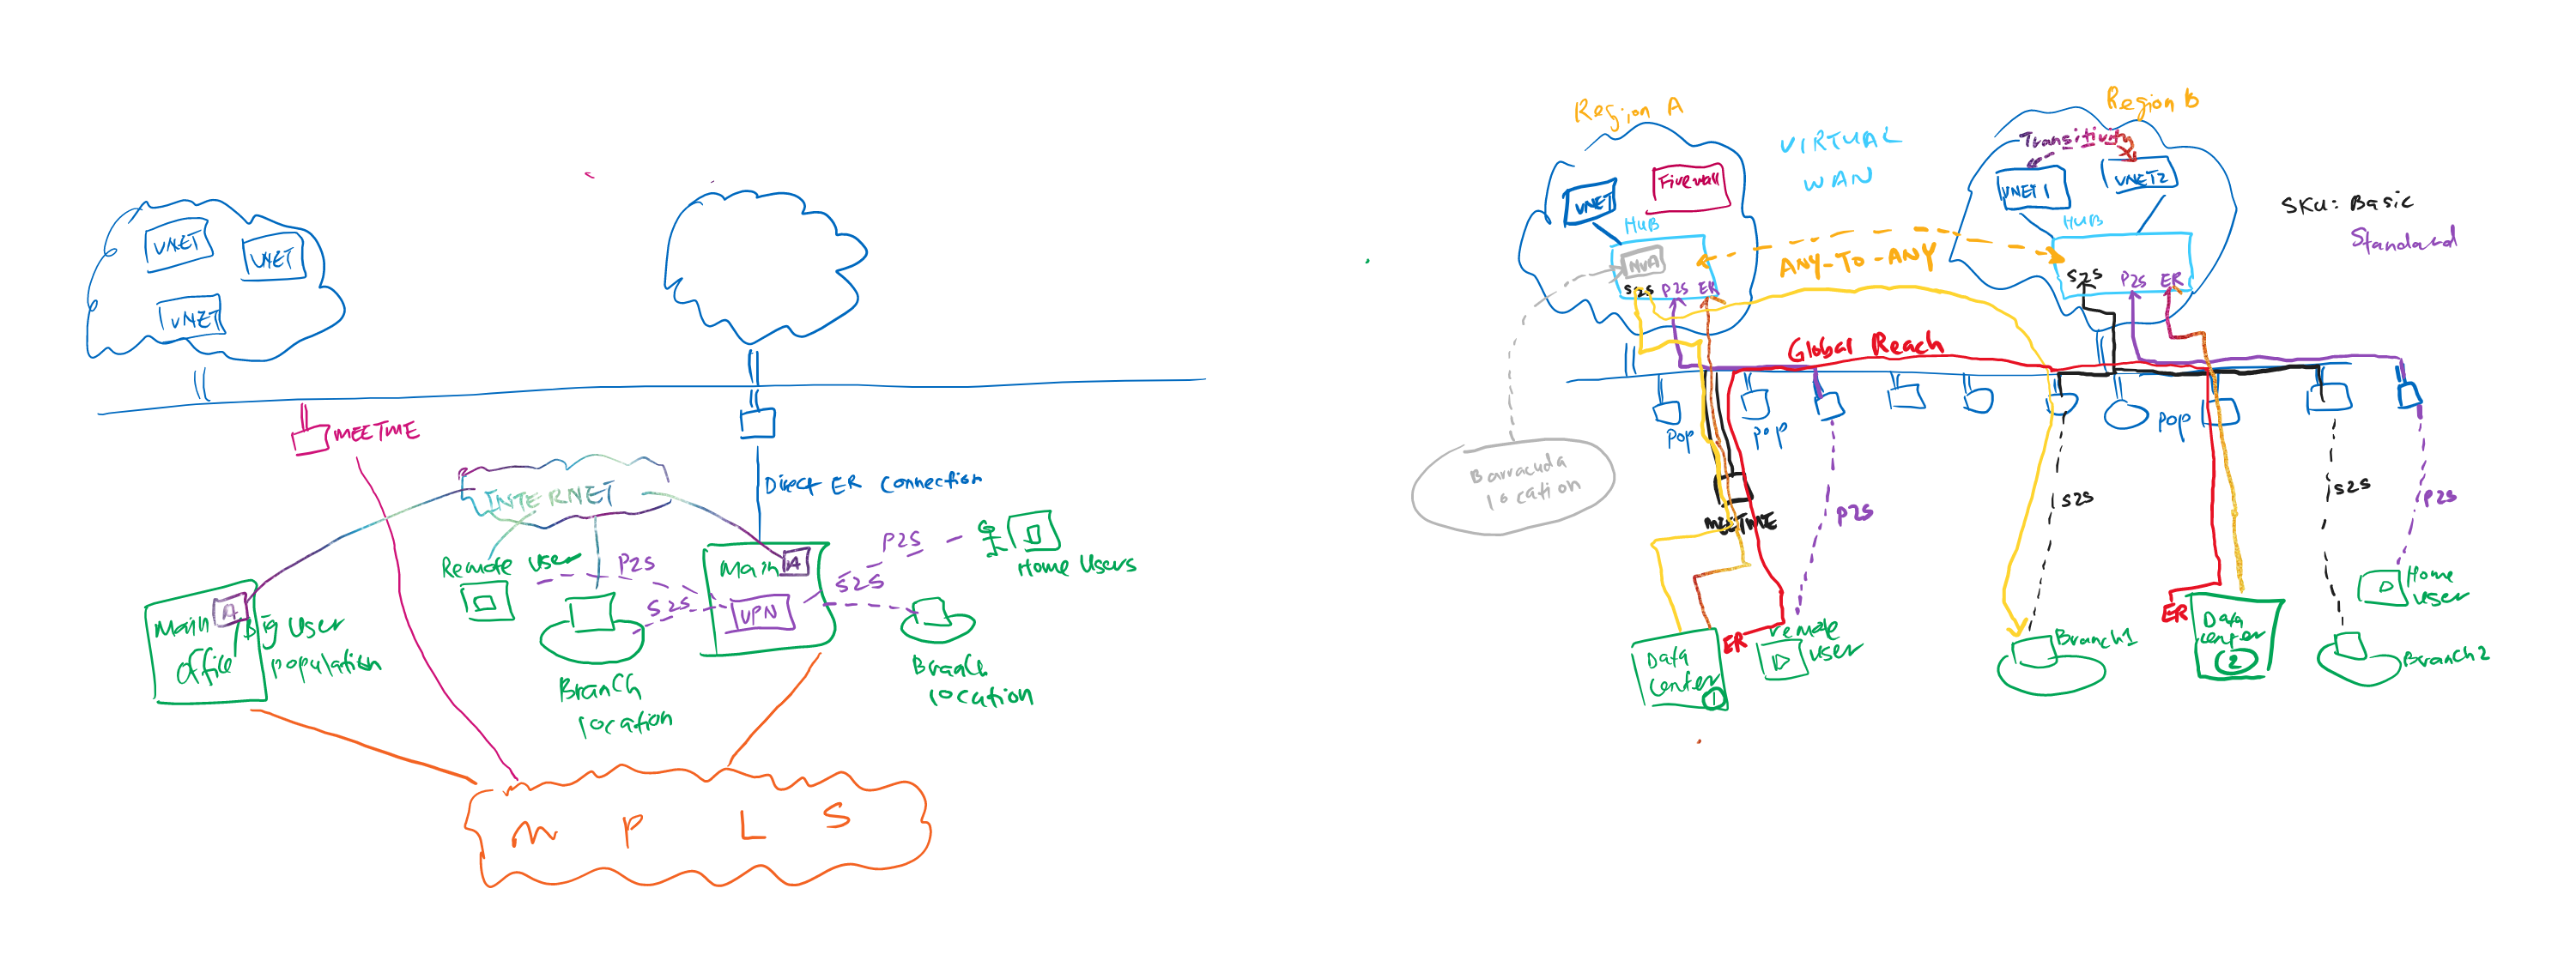 VNET
VNET
VNET
MEETME
INTERNET
Direct ER Connection
Remote User
P2S
S2S
Main
A
VPN
P2S
S2S
Home Users
Main
Office
A
Big User
population
Branch
location
Branch
location
M P L S
Region A
VIRTUAL
WAN
Region B
Transitivity
VNET
Firewall
HUB
NVA
S2S P2S ER
ANY-TO-ANY
VNET 1
VNET2
HUB
S2S P2S ER
SKU: Basic
Standard
Global Reach
POP
POP
POP
Barracuda
location
MEETME
P2S
S2S
S2S
P2S
Data
center
1
ER
remote
user
Branch1
ER
Data
center
2
Home
user
Branch2